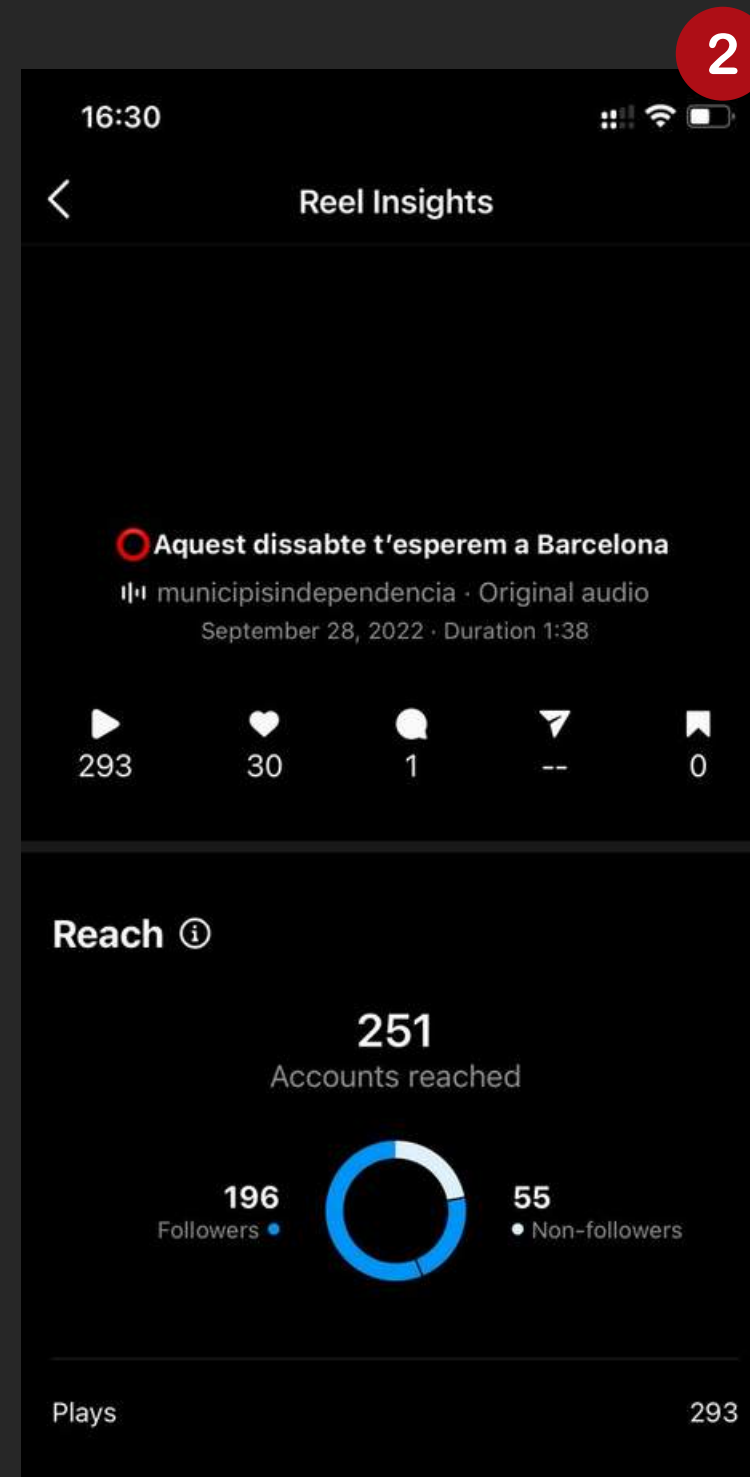 2
16:30
Reel Insights
Aquest dissabte t'esperem a Barcelona
municipisindependencia · Original audio
September 28, 2022 · Duration 1:38
293 30 1 -- 0
Reach
251
Accounts reached
196 55
Followers Non-followers
Plays 293